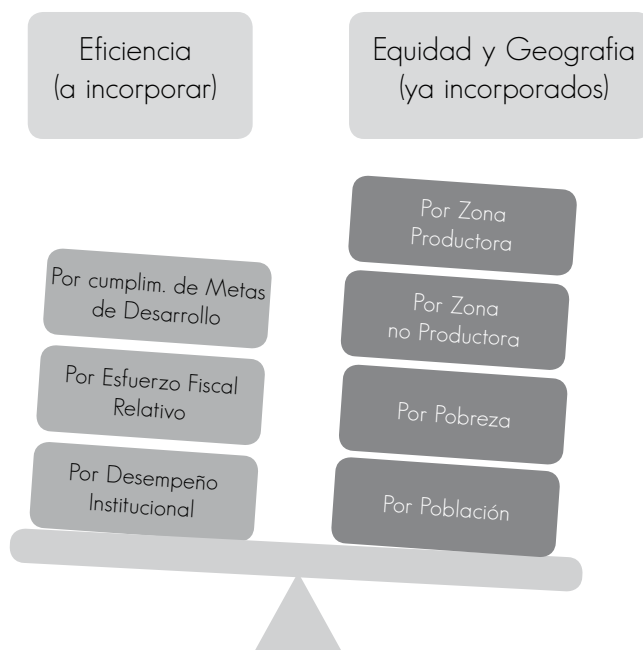 Eficiencia
(a incorporar)
Equidad y Geografia
(ya incorporados)
Por cumplim. de Metas
de Desarrollo
Por Esfuerzo Fiscal
Relativo
Por Desempeño
Institucional
Por Zona
Productora
Por Zona
no Productora
Por Pobreza
Por Población